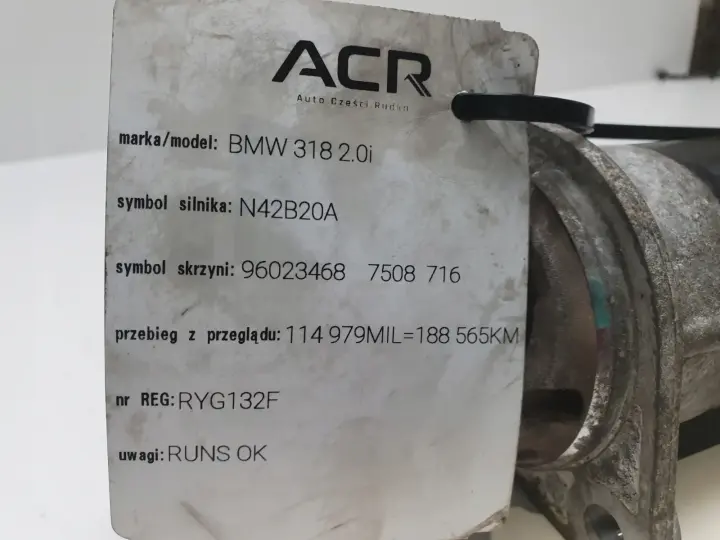 ACR
Auto Części Rudka
marka/model: BMW 318 2.0i
symbol silnika: N42B20A
symbol skrzyni: 96023468 7508 716
przebieg z przeglądu: 114 979MIL=188 565KM
nr REG: RYG132F
uwagi: RUNS OK